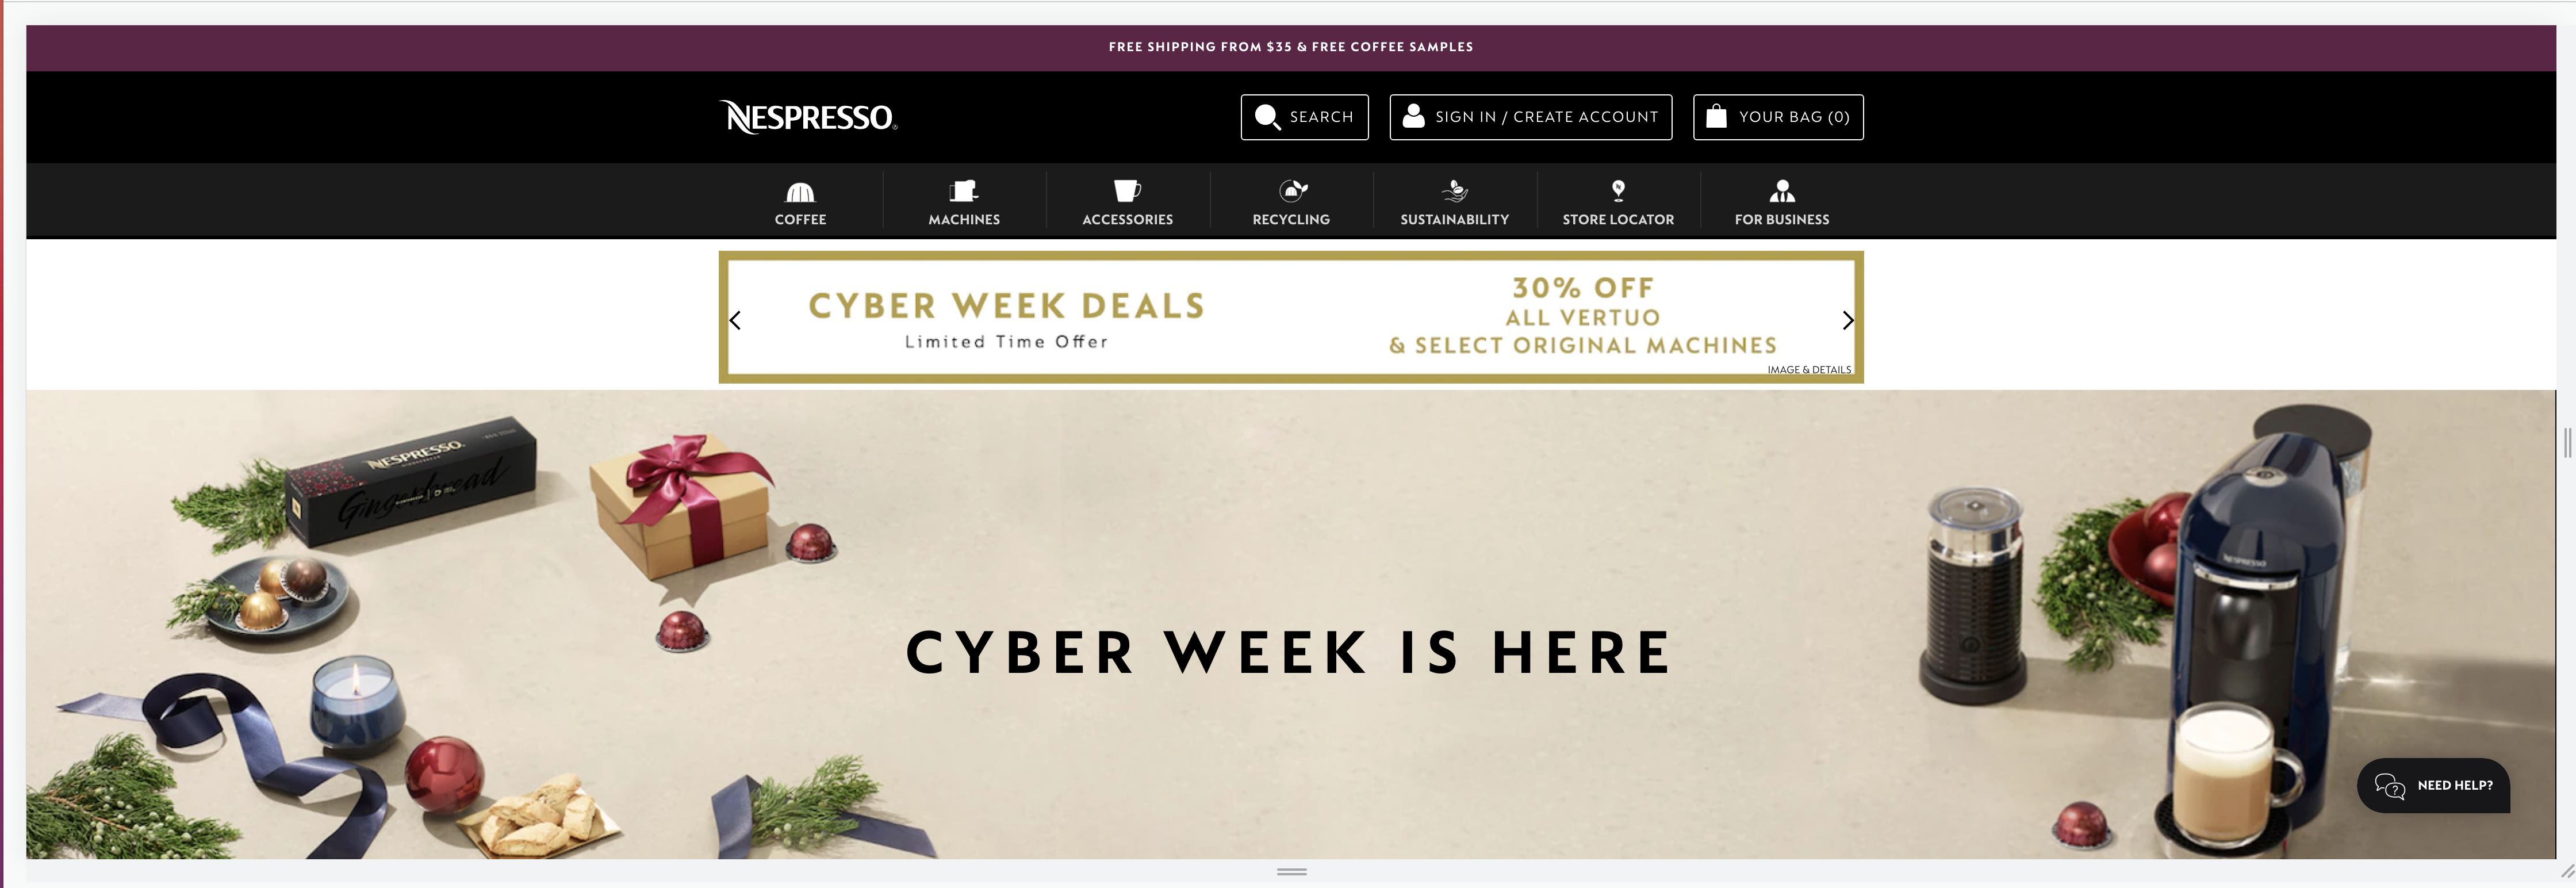 FREE SHIPPING FROM $35 & FREE COFFEE SAMPLES
NESPRESSO
SEARCH
SIGN IN / CREATE ACCOUNT
YOUR BAG (0)
COFFEE
MACHINES
ACCESSORIES
RECYCLING
SUSTAINABILITY
STORE LOCATOR
FOR BUSINESS
CYBER WEEK DEALS
Limited Time Offer
30% OFF
ALL VERTUO
& SELECT ORIGINAL MACHINES
IMAGE & DETAILS
NESPRESSO
Gingerbread
NESPRESSO
CYBER WEEK IS HERE
NEED HELP?